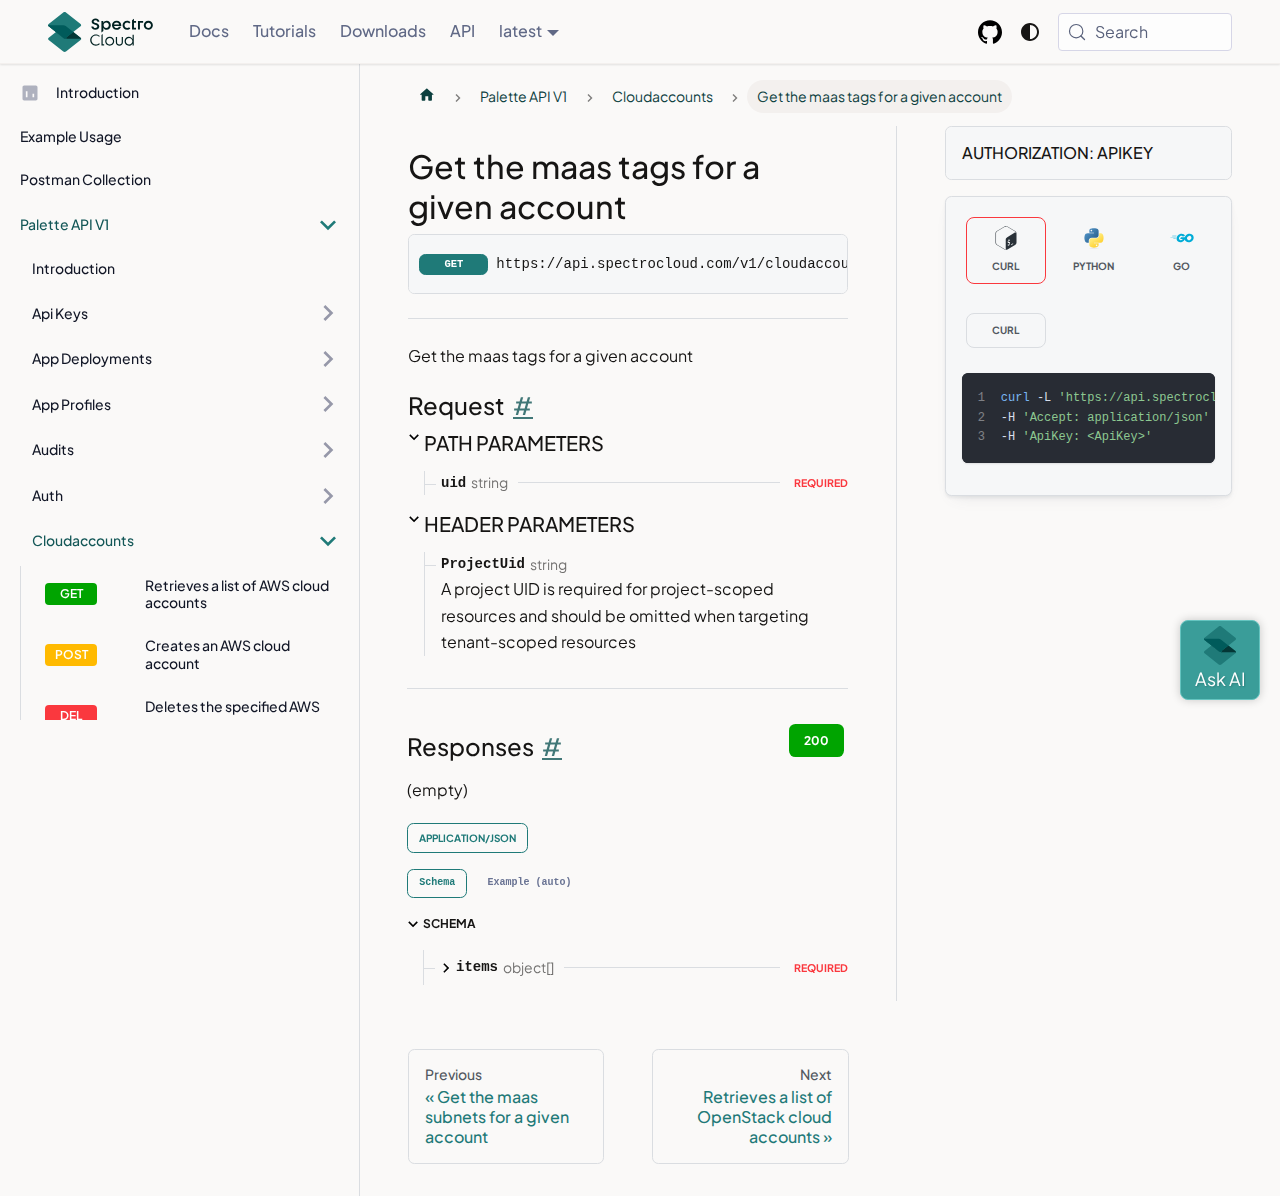 Spectro
Cloud
Docs
Tutorials
Downloads
API
latest
Search
Introduction
Example Usage
Postman Collection
Palette API V1
Introduction
Api Keys
App Deployments
App Profiles
Audits
Auth
Cloudaccounts
GET
Retrieves a list of AWS cloud
accounts
POST
Creates an AWS cloud
account
DEL
Deletes the specified AWS
Palette API V1
Cloudaccounts
Get the maas tags for a given account
Get the maas tags for a
given account
GET
https://api.spectrocloud.com/v1/cloudaccou
Get the maas tags for a given account
Request #
PATH PARAMETERS
uid string
REQUIRED
HEADER PARAMETERS
ProjectUid string
A project UID is required for project-scoped
resources and should be omitted when targeting
tenant-scoped resources
Responses #
200
(empty)
APPLICATION/JSON
Schema
Example (auto)
SCHEMA
items object[]
REQUIRED
Previous
« Get the maas
subnets for a given
account
Next
Retrieves a list of
OpenStack cloud
accounts »
AUTHORIZATION: APIKEY
CURL
PYTHON
GO
CURL
1 curl -L 'https://api.spectrocl
2 -H 'Accept: application/json'
3 -H 'ApiKey: <ApiKey>'
Ask AI